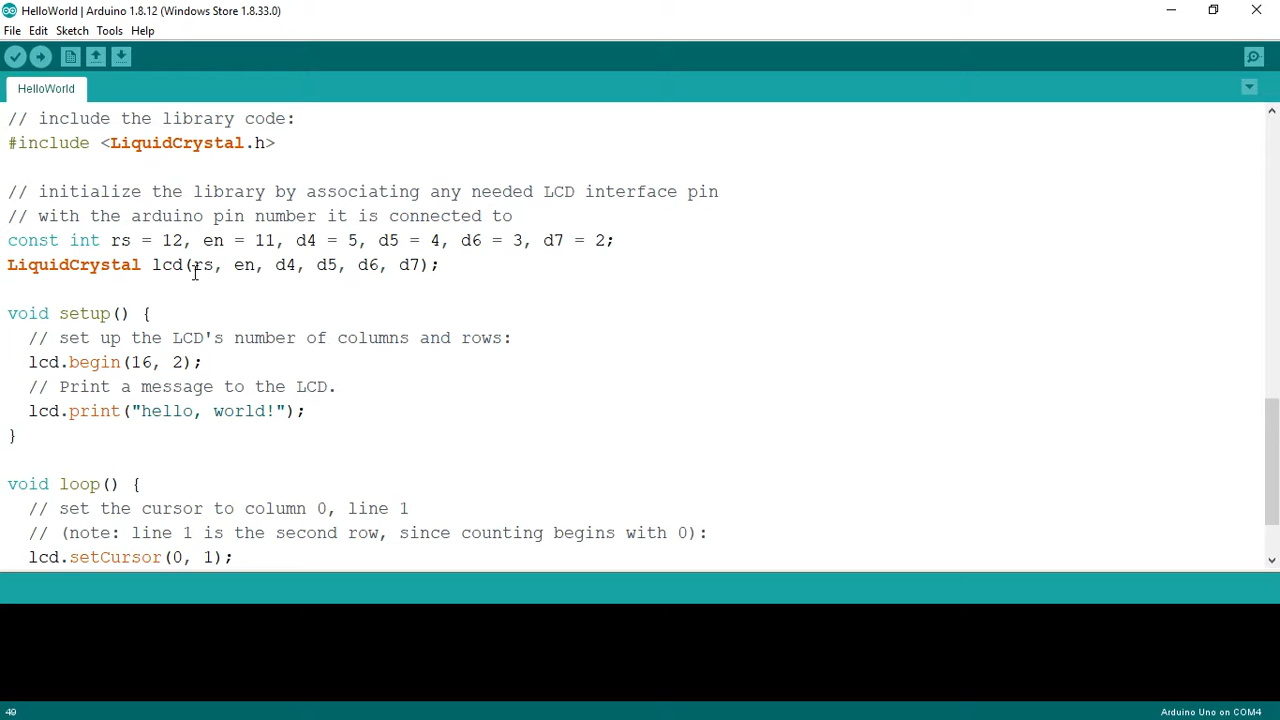 HelloWorld | Arduino 1.8.12 (Windows Store 1.8.33.0)
File Edit Sketch Tools Help
HelloWorld
// include the library code:
#include <LiquidCrystal.h>
// initialize the library by associating any needed LCD interface pin
// with the arduino pin number it is connected to
const int rs = 12, en = 11, d4 = 5, d5 = 4, d6 = 3, d7 = 2;
LiquidCrystal lcd(rs, en, d4, d5, d6, d7);
void setup() {
  // set up the LCD's number of columns and rows:
  lcd.begin(16, 2);
  // Print a message to the LCD.
  lcd.print("hello, world!");
}
void loop() {
  // set the cursor to column 0, line 1
  // (note: line 1 is the second row, since counting begins with 0):
  lcd.setCursor(0, 1);
49
Arduino Uno on COM4